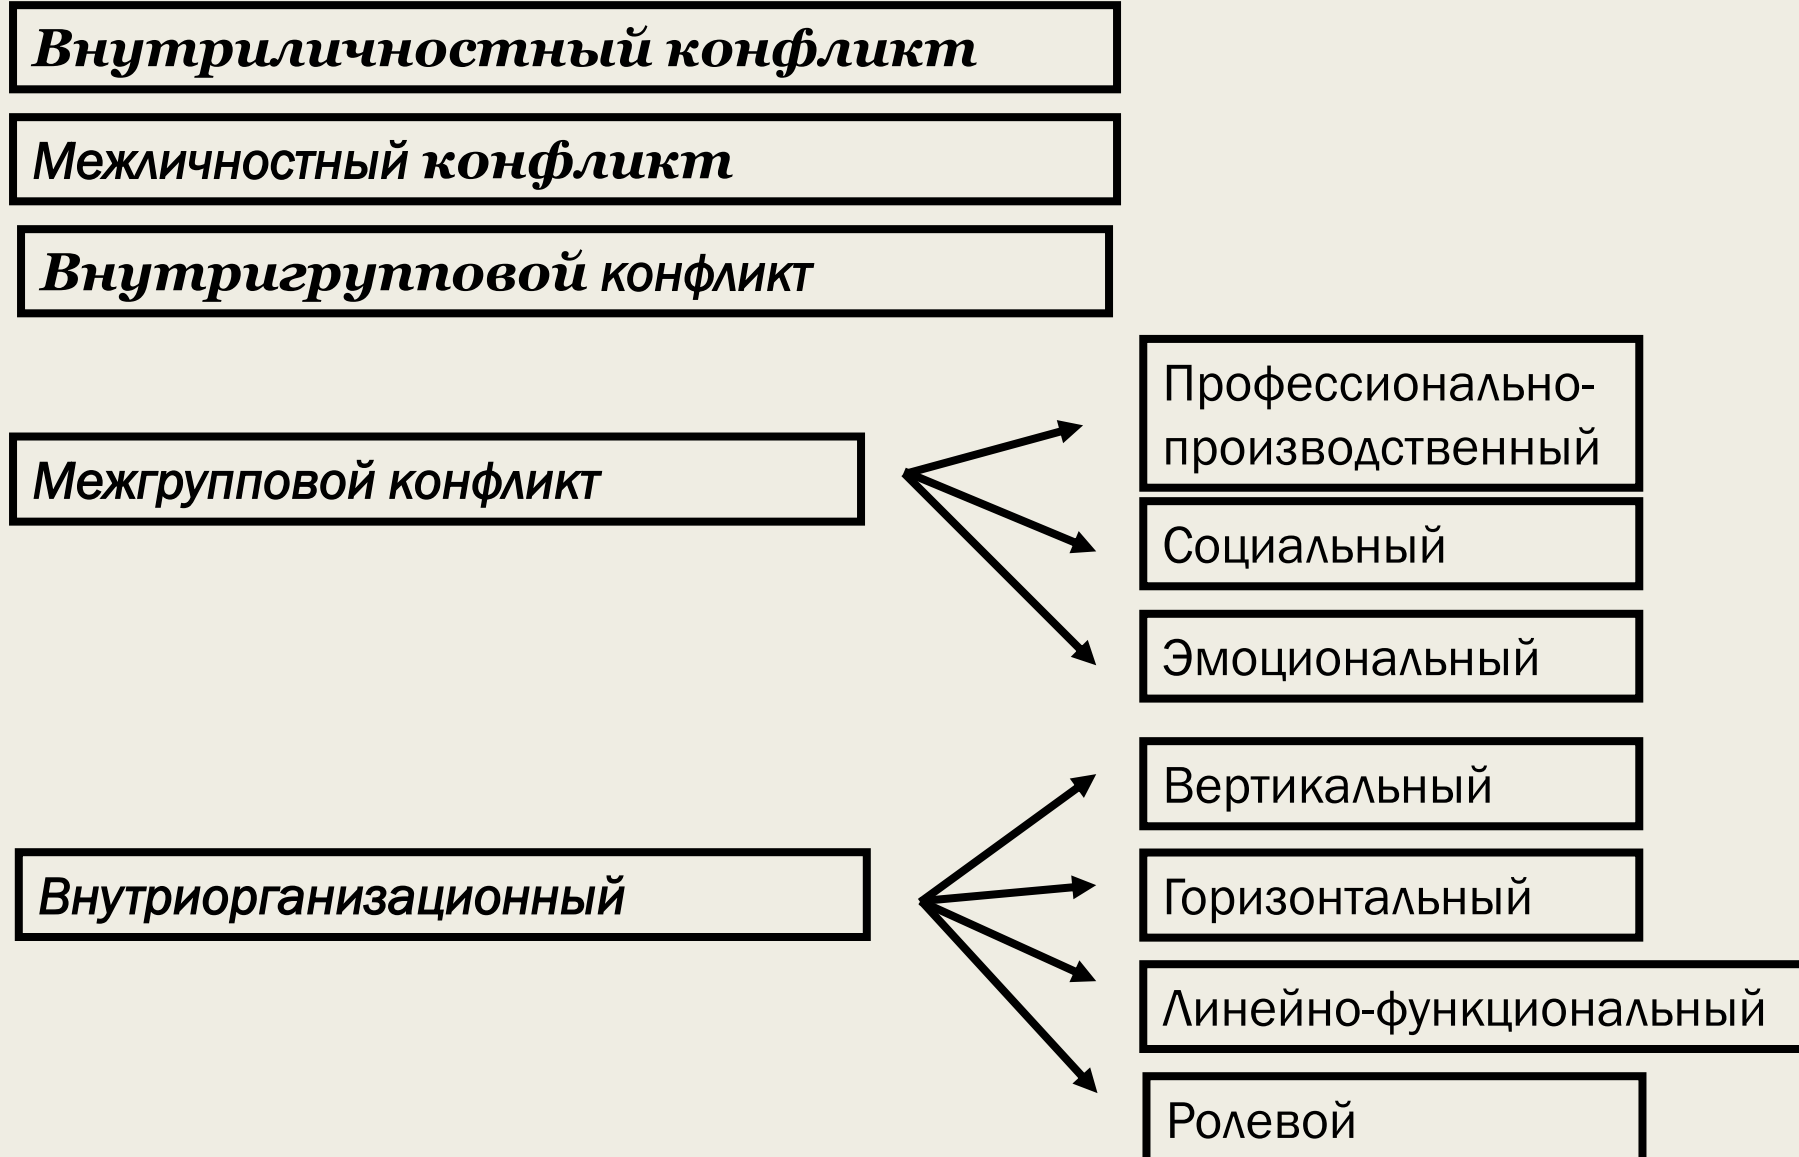 Внутриличностный конфликт
Межличностный конфликт
Внутригрупповой конфликт
Профессионально-
производственный
Межгрупповой конфликт
Социальный
Эмоциональный
Вертикальный
Внутриорганизационный
Горизонтальный
Линейно-функциональный
Ролевой